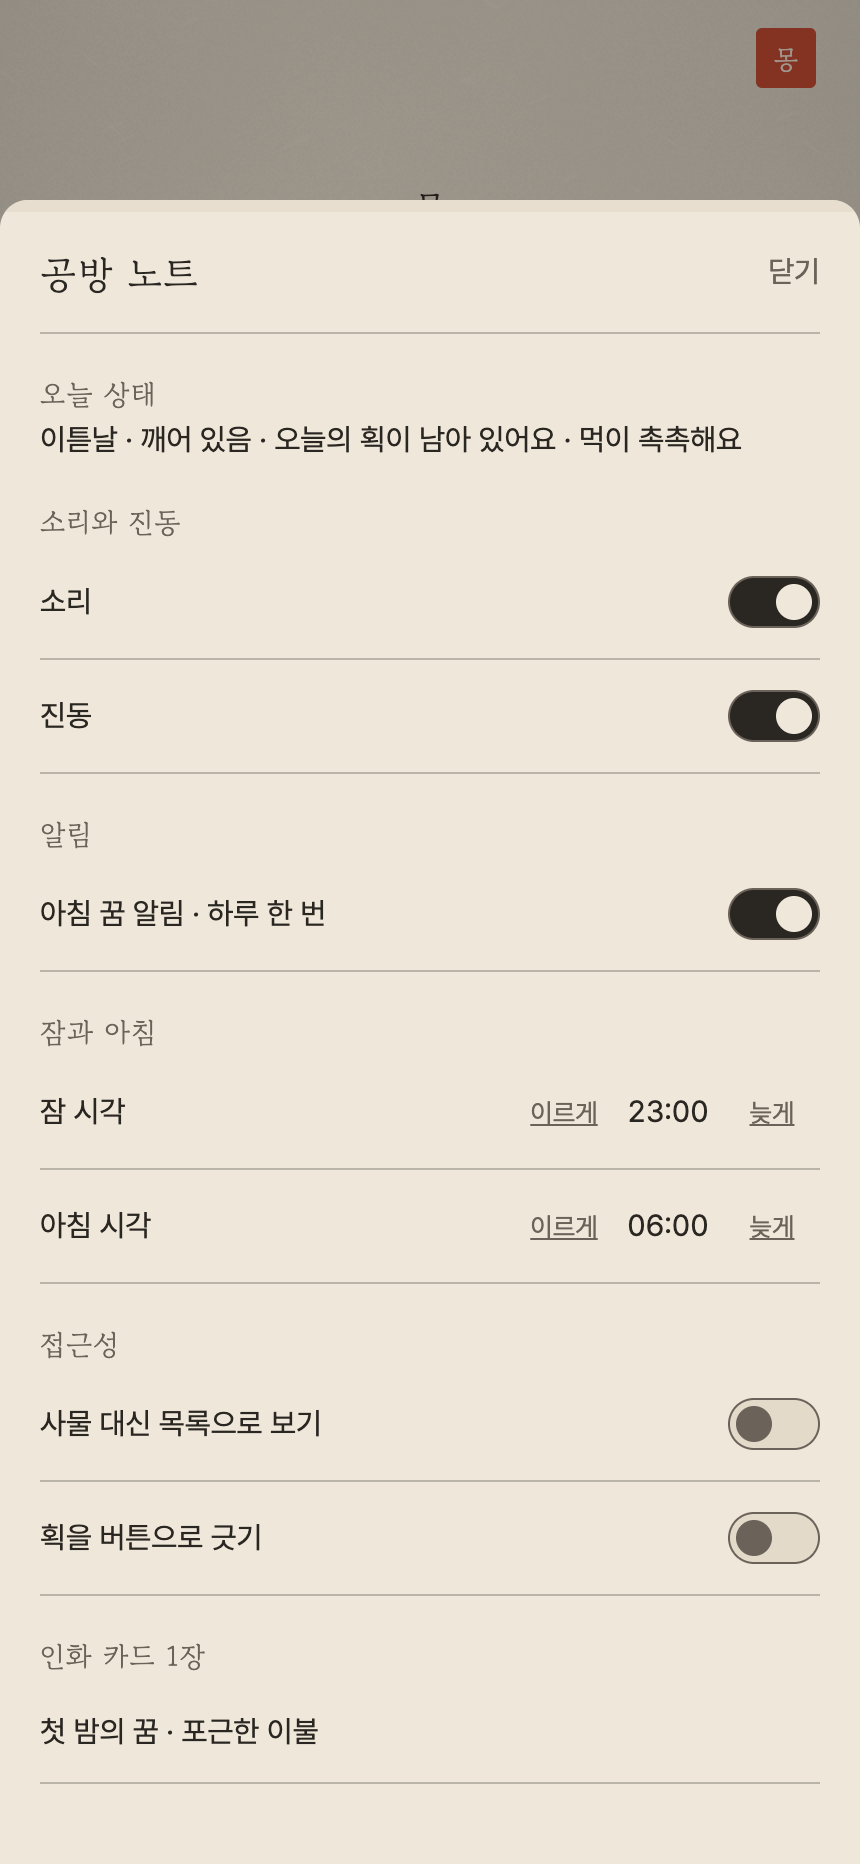 몽
공방 노트
닫기
오늘 상태
이튿날 · 깨어 있음 · 오늘의 획이 남아 있어요 · 먹이 촉촉해요
소리와 진동
소리
진동
알림
아침 꿈 알림 · 하루 한 번
잠과 아침
잠 시각 이르게 23:00 늦게
아침 시각 이르게 06:00 늦게
접근성
사물 대신 목록으로 보기
획을 버튼으로 긋기
인화 카드 1장
첫 밤의 꿈 · 포근한 이불